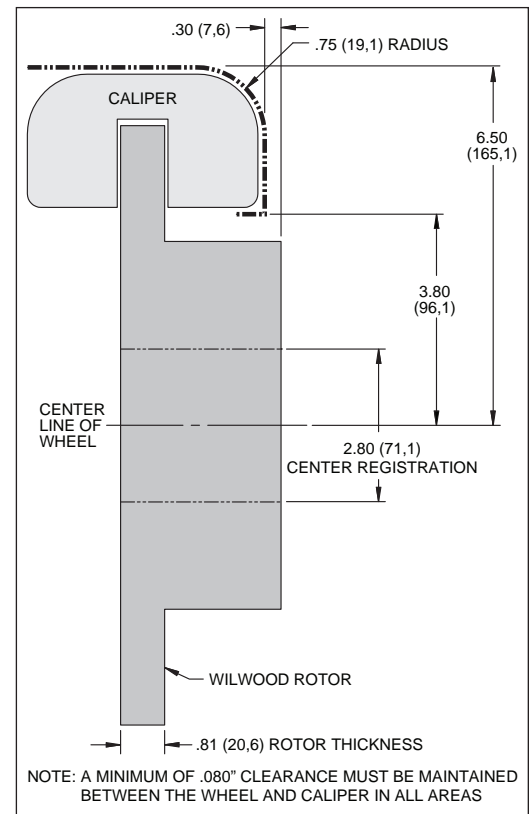 .30 (7,6)
.75 (19,1) RADIUS
CALIPER
6.50
(165,1)
3.80
(96,1)
CENTER
LINE OF
WHEEL
2.80 (71,1)
CENTER REGISTRATION
WILWOOD ROTOR
.81 (20,6) ROTOR THICKNESS
NOTE: A MINIMUM OF .080" CLEARANCE MUST BE MAINTAINED
BETWEEN THE WHEEL AND CALIPER IN ALL AREAS